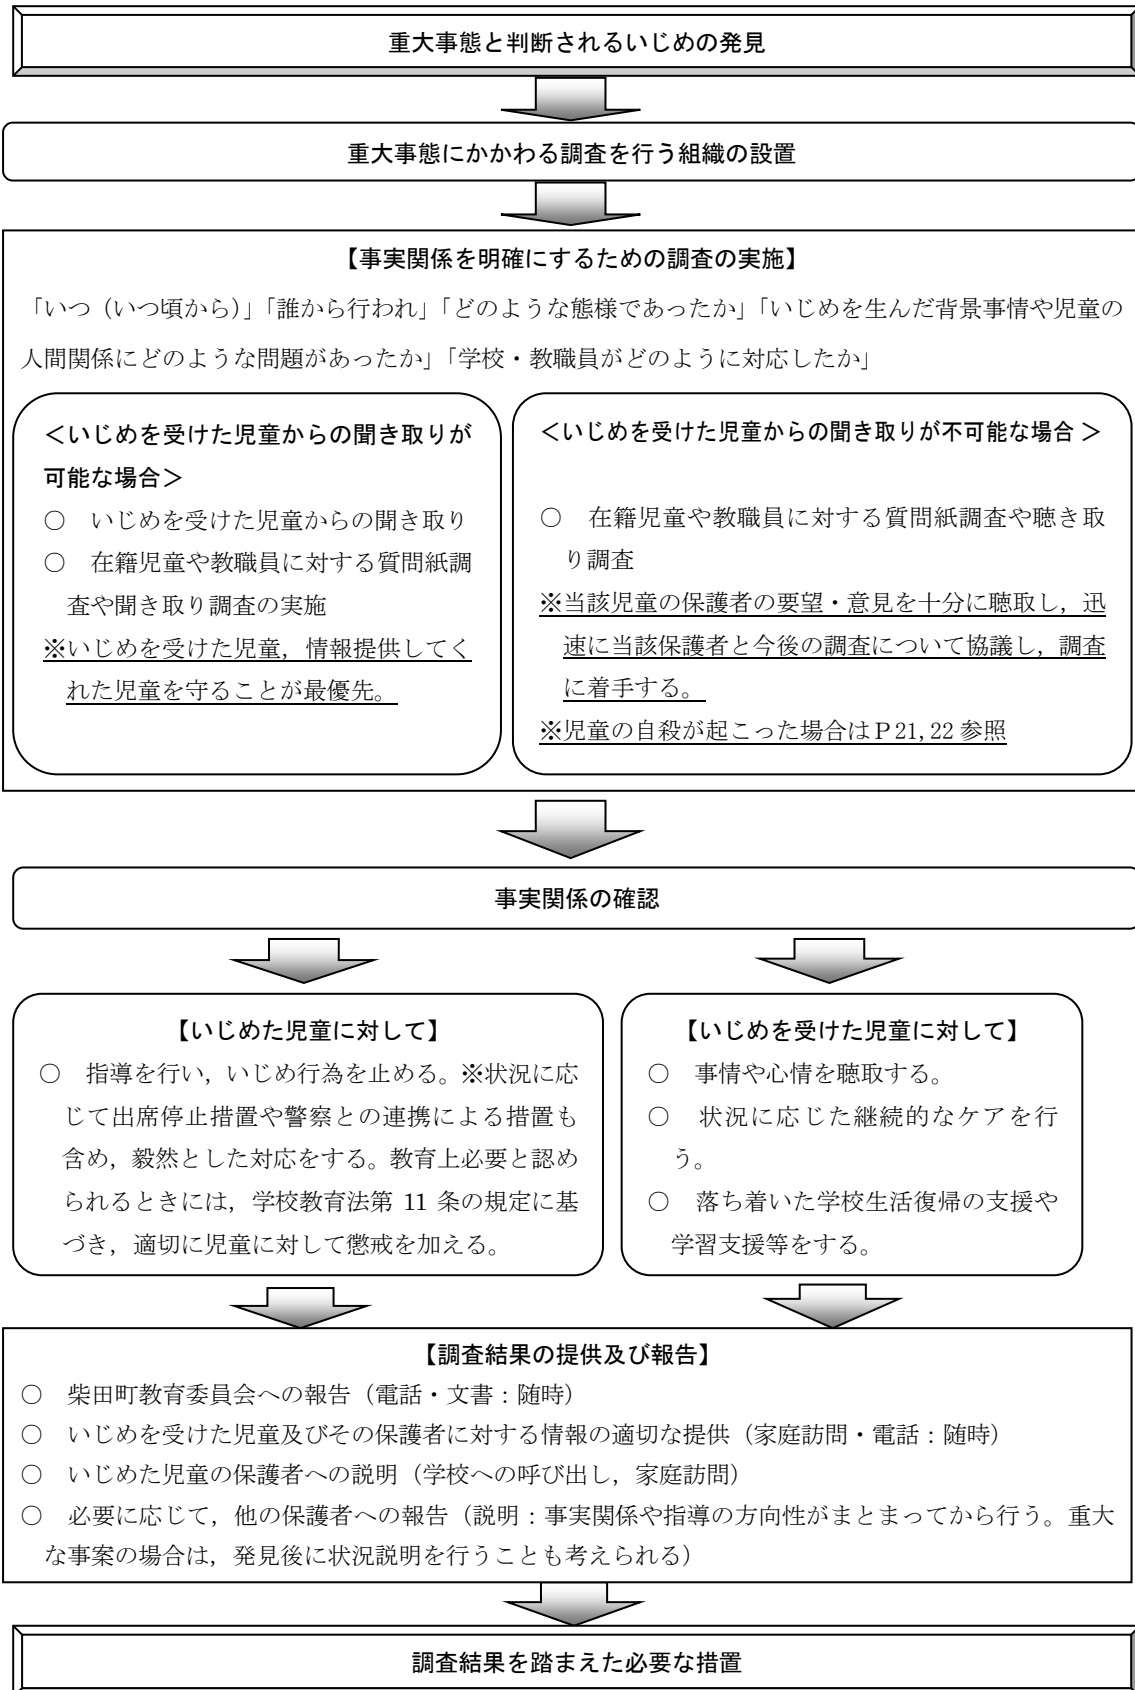 重大事態と判断されるいじめの発見
重大事態にかかわる調査を行う組織の設置
【事実関係を明確にするための調査の実施】
「いつ（いつ頃から）」「誰から行われ」「どのような態様であったか」「いじめを生んだ背景事情や児童の
人間関係にどのような問題があったか」「学校・教職員がどのように対応したか」
＜いじめを受けた児童からの聞き取りが
可能な場合＞
○　いじめを受けた児童からの聞き取り
○　在籍児童や教職員に対する質問紙調
査や聞き取り調査の実施
※いじめを受けた児童，情報提供してく
れた児童を守ることが最優先。
＜いじめを受けた児童からの聞き取りが不可能な場合 ＞
○　在籍児童や教職員に対する質問紙調査や聴き取
り調査
※当該児童の保護者の要望・意見を十分に聴取し，迅
速に当該保護者と今後の調査について協議し，調査
に着手する。
※児童の自殺が起こった場合はＰ21,22 参照
事実関係の確認
【いじめた児童に対して】
○　指導を行い，いじめ行為を止める。※状況に応
じて出席停止措置や警察との連携による措置も
含め，毅然とした対応をする。教育上必要と認め
られるときには，学校教育法第 11 条の規定に基
づき，適切に児童に対して懲戒を加える。
【いじめを受けた児童に対して】
○　事情や心情を聴取する。
○　状況に応じた継続的なケアを行
う。
○　落ち着いた学校生活復帰の支援や
学習支援等をする。
【調査結果の提供及び報告】
○　柴田町教育委員会への報告（電話・文書：随時）
○　いじめを受けた児童及びその保護者に対する情報の適切な提供（家庭訪問・電話：随時）
○　いじめた児童の保護者への説明（学校への呼び出し，家庭訪問）
○　必要に応じて，他の保護者への報告（説明：事実関係や指導の方向性がまとまってから行う。重大
な事案の場合は，発見後に状況説明を行うことも考えられる）
調査結果を踏まえた必要な措置